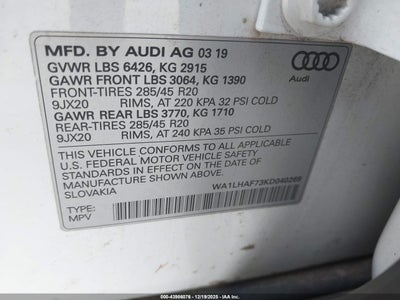 MFD. BY AUDI AG 03 19
GVWR LBS 6426, KG 2915
GAWR FRONT LBS 3064, KG 1390
FRONT-TIRES 285/45 R20
9JX20 RIMS, AT 220 KPA 32 PSI COLD
GAWR REAR LBS 3770, KG 1710
REAR-TIRES 285/45 R20
9JX20 RIMS, AT 240 KPA 35 PSI COLD
THIS VEHICLE CONFORMS TO ALL APPLICABLE
U.S. FEDERAL MOTOR VEHICLE SAFETY STANDARDS
IN EFFECT ON THE DATE OF
MANUFACTURE SHOWN ABOVE.
SLOVAKIA
Audi
WA1LHAF73KD040269
TYPE:
MPV
000-43998076 - 12/19/2025 - IAAUCTIONS.COM